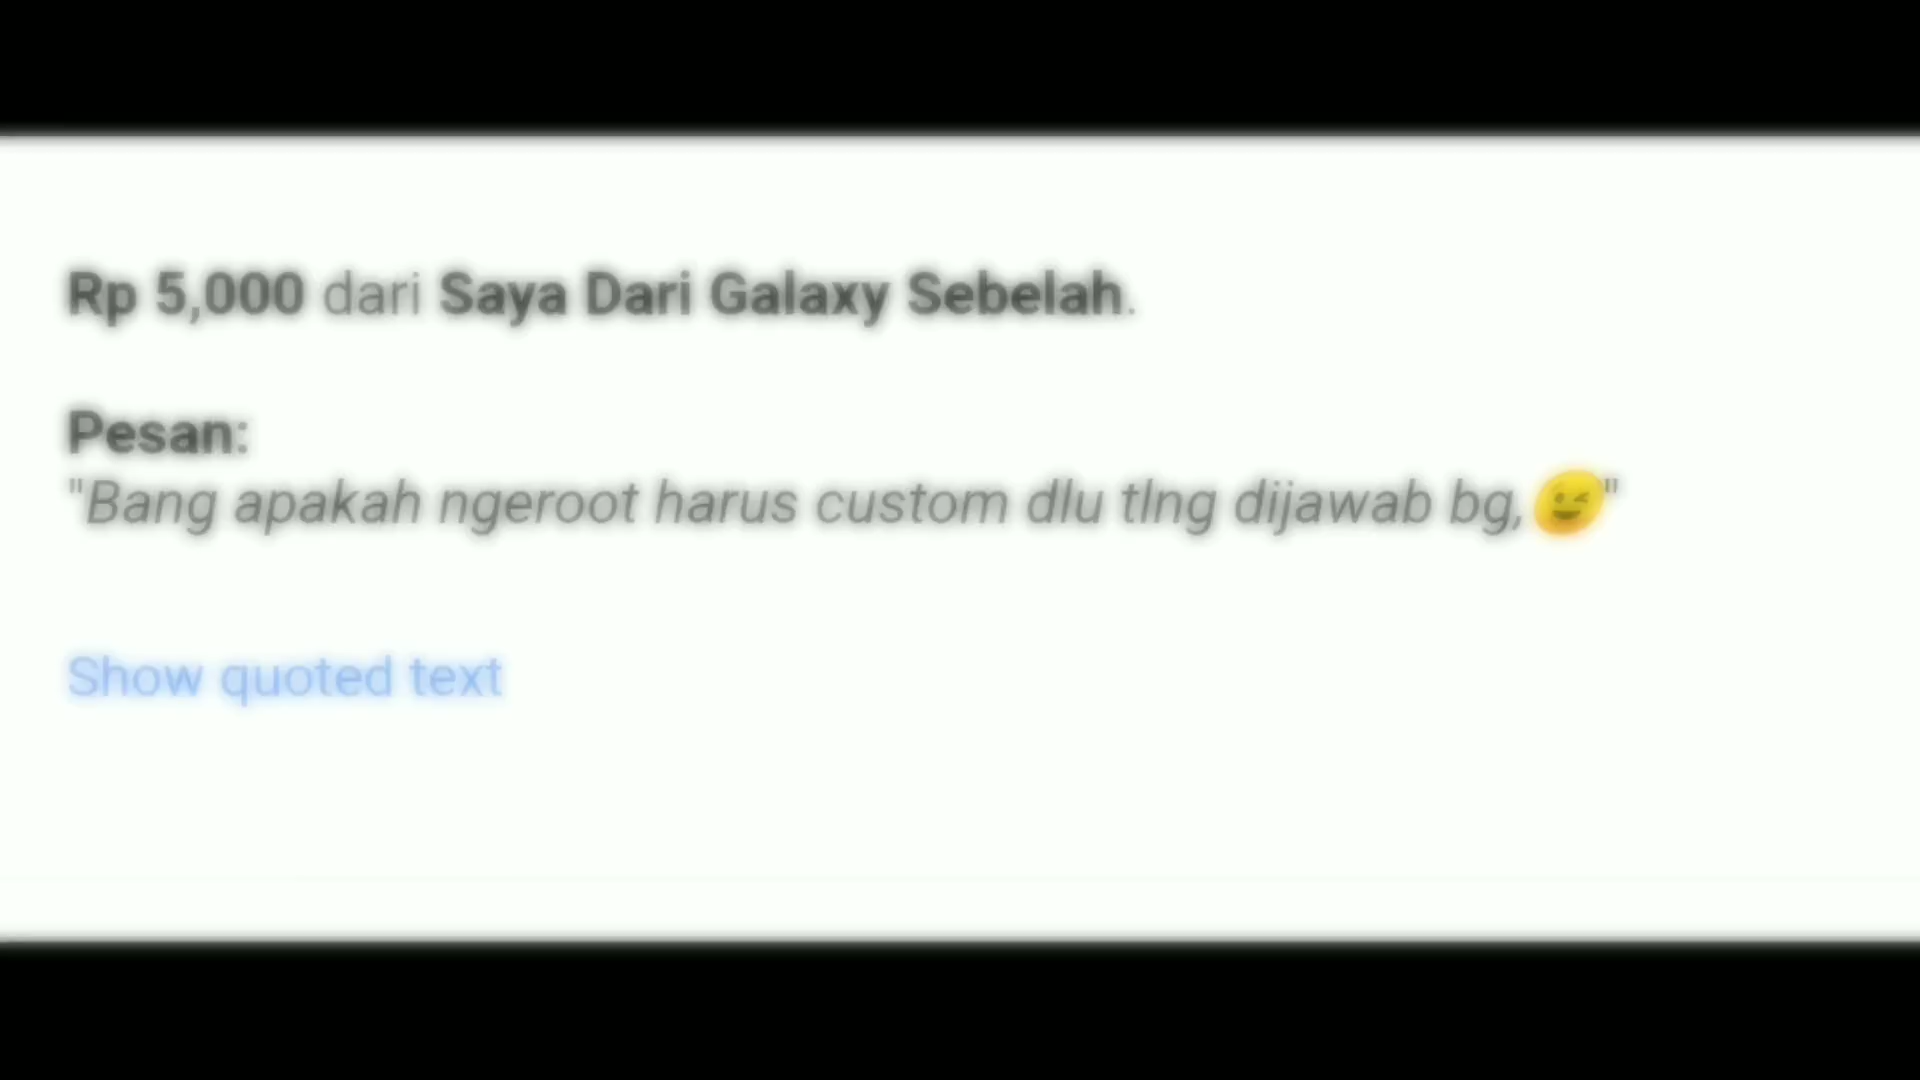 Rp 5,000 dari Saya Dari Galaxy Sebelah.
Pesan:
"Bang apakah ngeroot harus custom dlu tlng dijawab bg,😉"
Show quoted text